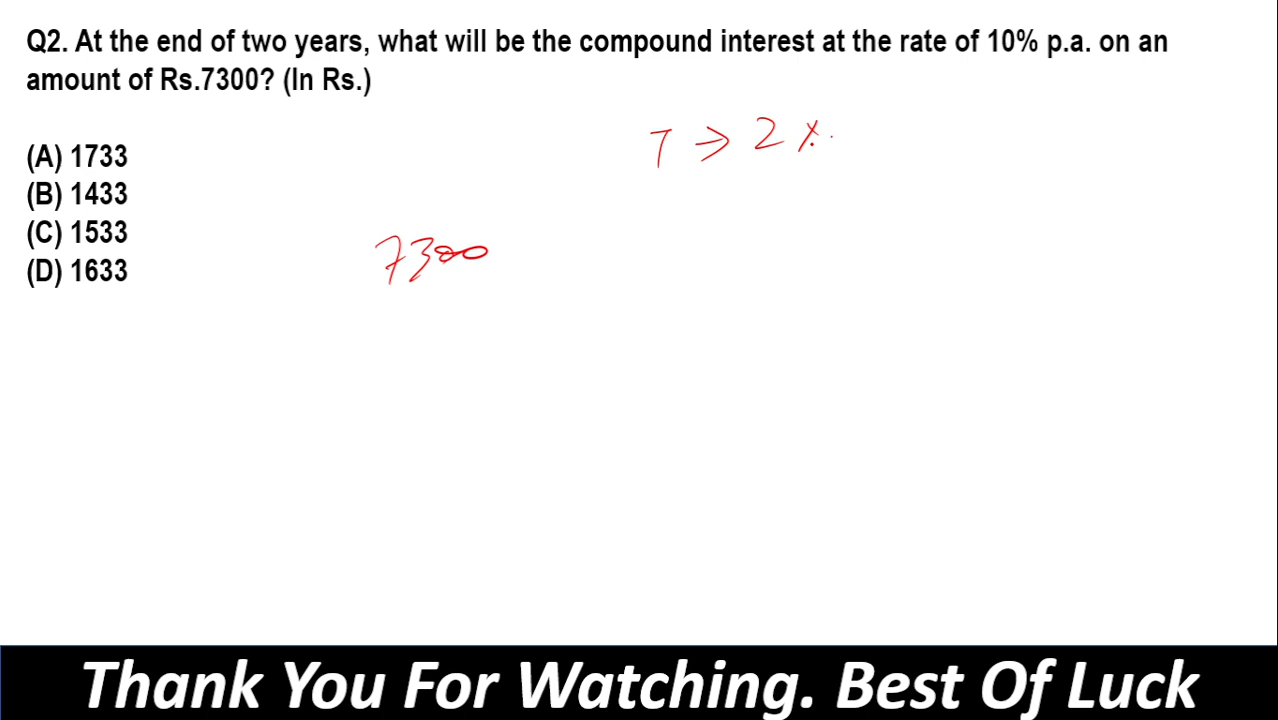 Q2. At the end of two years, what will be the compound interest at the rate of 10% p.a. on an
amount of Rs.7300? (In Rs.)
T → 2
(A) 1733
(B) 1433
(C) 1533
7300
(D) 1633
Thank You For Watching. Best Of Luck